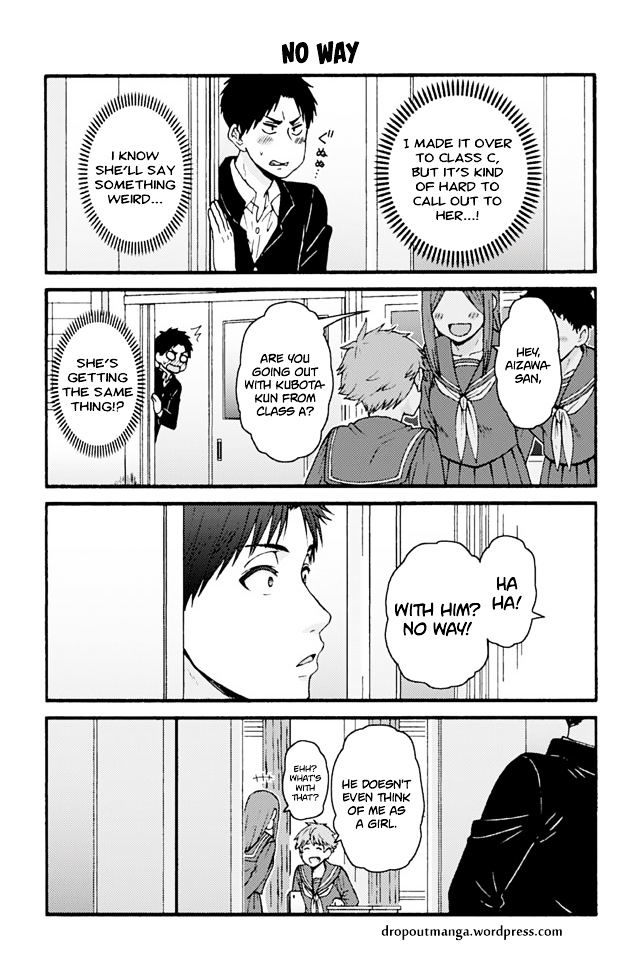 NO WAY
I MADE IT OVER
TO CLASS C,
BUT IT'S KIND
OF HARD TO
CALL OUT TO
HER...!
ぐぬぬ
I KNOW
SHE'LL SAY
SOMETHING
WEIRD...
HEY,
AIZAWA-
SAN,
ARE YOU
GOING OUT
WITH KUBOTA-
KUN FROM
CLASS A?
SHE'S
GETTING
THE SAME
THING!?
HA
HA!
WITH HIM?
NO WAY!
HE DOESN'T
EVEN THINK
OF ME AS
A GIRL.
EHH?
WHAT'S
WITH
THAT?
dropoutmanga.wordpress.com